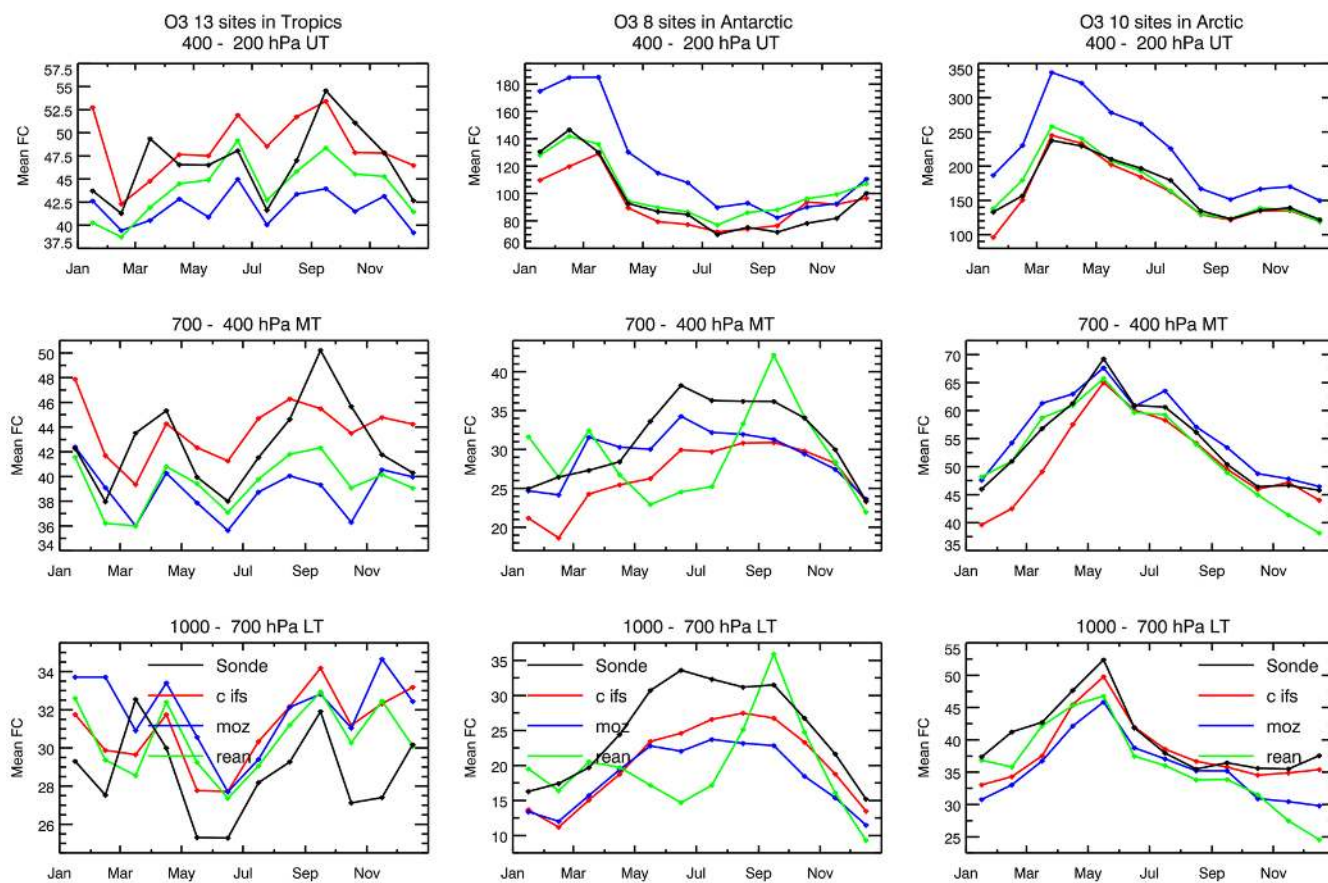 O3 13 sites in Tropics
400 - 200 hPa UT
57.5
55
52.5
50
47.5
45
42.5
40
37.5
Mean FC
Jan Mar May Jul Sep Nov
O3 8 sites in Antarctic
400 - 200 hPa UT
180
160
140
120
100
80
60
Mean FC
Jan Mar May Jul Sep Nov
O3 10 sites in Arctic
400 - 200 hPa UT
350
300
250
200
150
100
Mean FC
Jan Mar May Jul Sep Nov
700 - 400 hPa MT
50
48
46
44
42
40
38
36
34
Mean FC
Jan Mar May Jul Sep Nov
700 - 400 hPa MT
40
35
30
25
20
Mean FC
Jan Mar May Jul Sep Nov
700 - 400 hPa MT
70
65
60
55
50
45
40
35
Mean FC
Jan Mar May Jul Sep Nov
1000 - 700 hPa LT
34
32
30
28
26
Mean FC
Sonde
c ifs
moz
rean
Jan Mar May Jul Sep Nov
1000 - 700 hPa LT
35
30
25
20
15
10
Mean FC
Sonde
c ifs
moz
rean
Jan Mar May Jul Sep Nov
1000 - 700 hPa LT
55
50
45
40
35
30
25
Mean FC
Sonde
c ifs
moz
rean
Jan Mar May Jul Sep Nov